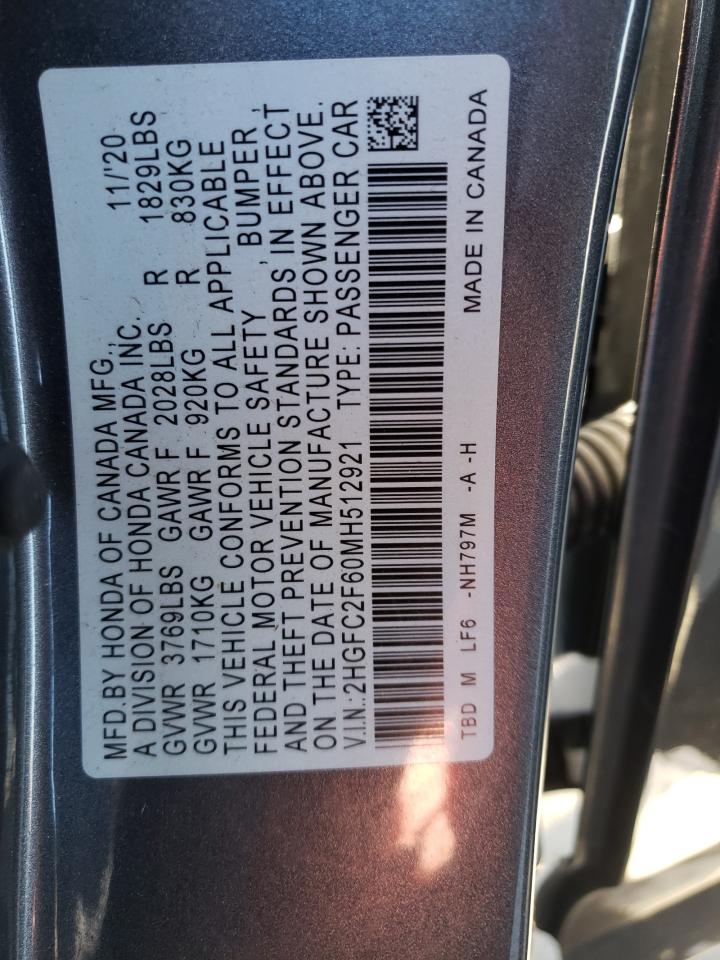 MFD.BY HONDA OF CANADA MFG., 11/'20
A DIVISION OF HONDA CANADA INC.
GVWR 3769LBS GAWR F 2028LBS R 1829LBS
GVWR 1710KG GAWR F 920KG R 830KG
THIS VEHICLE CONFORMS TO ALL APPLICABLE
FEDERAL MOTOR VEHICLE SAFETY , BUMPER ,
AND THEFT PREVENTION STANDARDS IN EFFECT
ON THE DATE OF MANUFACTURE SHOWN ABOVE.
V.I.N.:2HGFC2F60MH512921 TYPE: PASSENGER CAR
TBD M LF6 -NH797M -A -H MADE IN CANADA